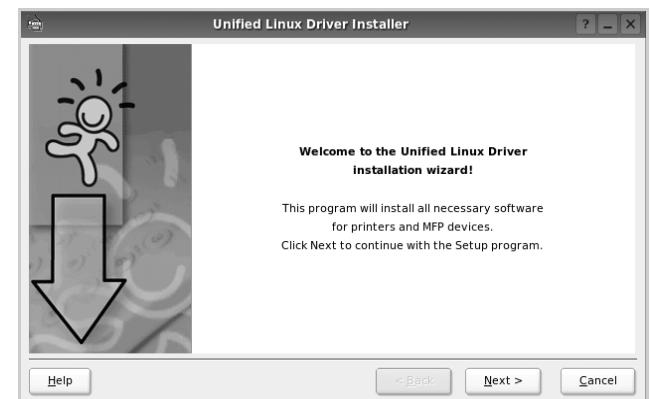 Unified Linux Driver Installer
Welcome to the Unified Linux Driver
installation wizard!
This program will install all necessary software
for printers and MFP devices.
Click Next to continue with the Setup program.
Help
< Back
Next >
Cancel